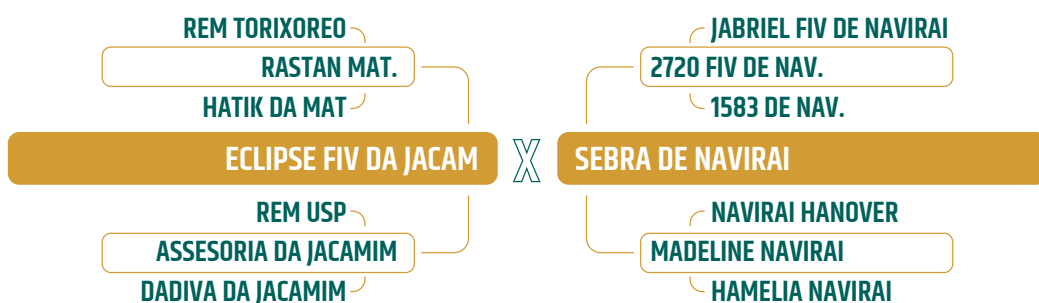 REM TORIXOREO
RASTAN MAT.
HATIK DA MAT
ECLIPSE FIV DA JACAM
REM USP
ASSESORIA DA JACAMIM
DADIVA DA JACAMIM
X
JABRIEL FIV DE NAVIRAI
2720 FIV DE NAV.
1583 DE NAV.
SEBRA DE NAVIRAI
NAVIRAI HANOVER
MADELINE NAVIRAI
HAMELIA NAVIRAI